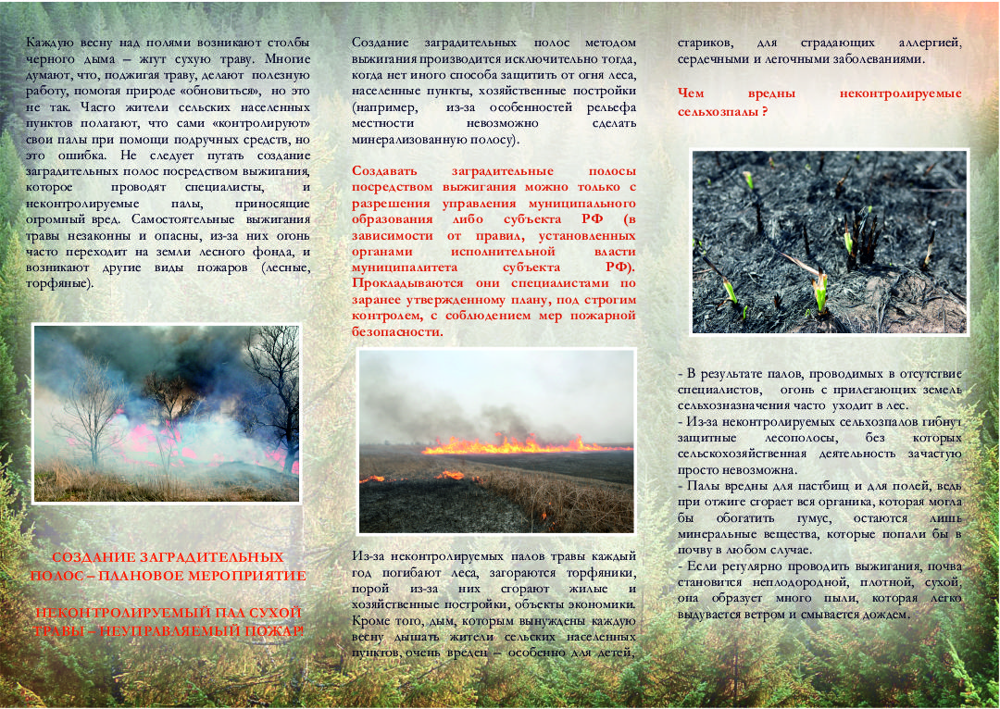 Каждую весну над полями возникают столбы
черного дыма – жгут сухую траву. Многие
думают, что, поджигая траву, делают полезную
работу, помогая природе «обновиться», но это
не так. Часто жители сельских населенных
пунктов полагают, что сами «контролируют»
свои палы при помощи подручных средств, но
это ошибка. Не следует путать создание
заградительных полос посредством выжигания,
которое проводят специалисты, и
неконтролируемые палы, приносящие
огромный вред. Самостоятельные выжигания
травы незаконны и опасны, из-за них огонь
часто переходит на земли лесного фонда, и
возникают другие виды пожаров (лесные,
торфяные).
СОЗДАНИЕ ЗАГРАДИТЕЛЬНЫХ
ПОЛОС – ПЛАНОВОЕ МЕРОПРИЯТИЕ
НЕКОНТРОЛИРУЕМЫЙ ПАЛ СУХОЙ
ТРАВЫ – НЕУПРАВЛЯЕМЫЙ ПОЖАР!
Создание заградительных полос методом
выжигания производится исключительно тогда,
когда нет иного способа защитить от огня леса,
населенные пункты, хозяйственные постройки
(например, из-за особенностей рельефа
местности невозможно сделать
минерализованную полосу).
Создавать заградительные полосы
посредством выжигания можно только с
разрешения управления муниципального
образования либо субъекта РФ (в
зависимости от правил, установленных
органами исполнительной власти
муниципалитета субъекта РФ).
Прокладываются они специалистами по
заранее утвержденному плану, под строгим
контролем, с соблюдением мер пожарной
безопасности.
Из-за неконтролируемых палов травы каждый
год погибают леса, загораются торфяники,
порой из-за них сгорают жилые и
хозяйственные постройки, объекты экономики.
Кроме того, дым, которым вынуждены каждую
весну дышать жители сельских населенных
пунктов, очень вреден – особенно для детей,
стариков, для страдающих аллергией,
сердечными и легочными заболеваниями.
Чем вредны неконтролируемые
сельхозпалы ?
- В результате палов, проводимых в отсутствие
специалистов, огонь с прилегающих земель
сельхозназначения часто уходит в лес.
- Из-за неконтролируемых сельхозпалов гибнут
защитные лесополосы, без которых
сельскохозяйственная деятельность зачастую
просто невозможна.
- Палы вредны для пастбищ и для полей, ведь
при отжиге сгорает вся органика, которая могла
бы обогатить гумус, остаются лишь
минеральные вещества, которые попали бы в
почву в любом случае.
- Если регулярно проводить выжигания, почва
становится неплодородной, плотной, сухой,
она образует много пыли, которая легко
выдувается ветром и смывается дождем.